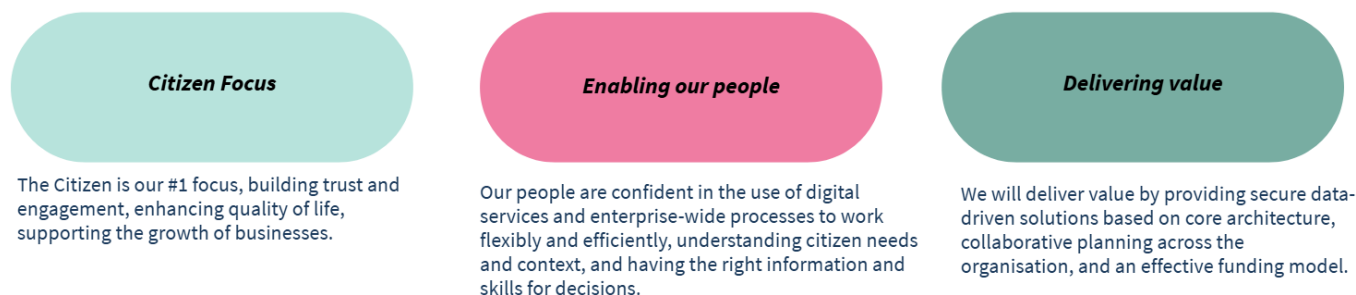 Citizen Focus
The Citizen is our #1 focus, building trust and
engagement, enhancing quality of life,
supporting the growth of businesses.
Enabling our people
Our people are confident in the use of digital
services and enterprise-wide processes to work
flexibly and efficiently, understanding citizen needs
and context, and having the right information and
skills for decisions.
Delivering value
We will deliver value by providing secure data-
driven solutions based on core architecture,
collaborative planning across the
organisation, and an effective funding model.